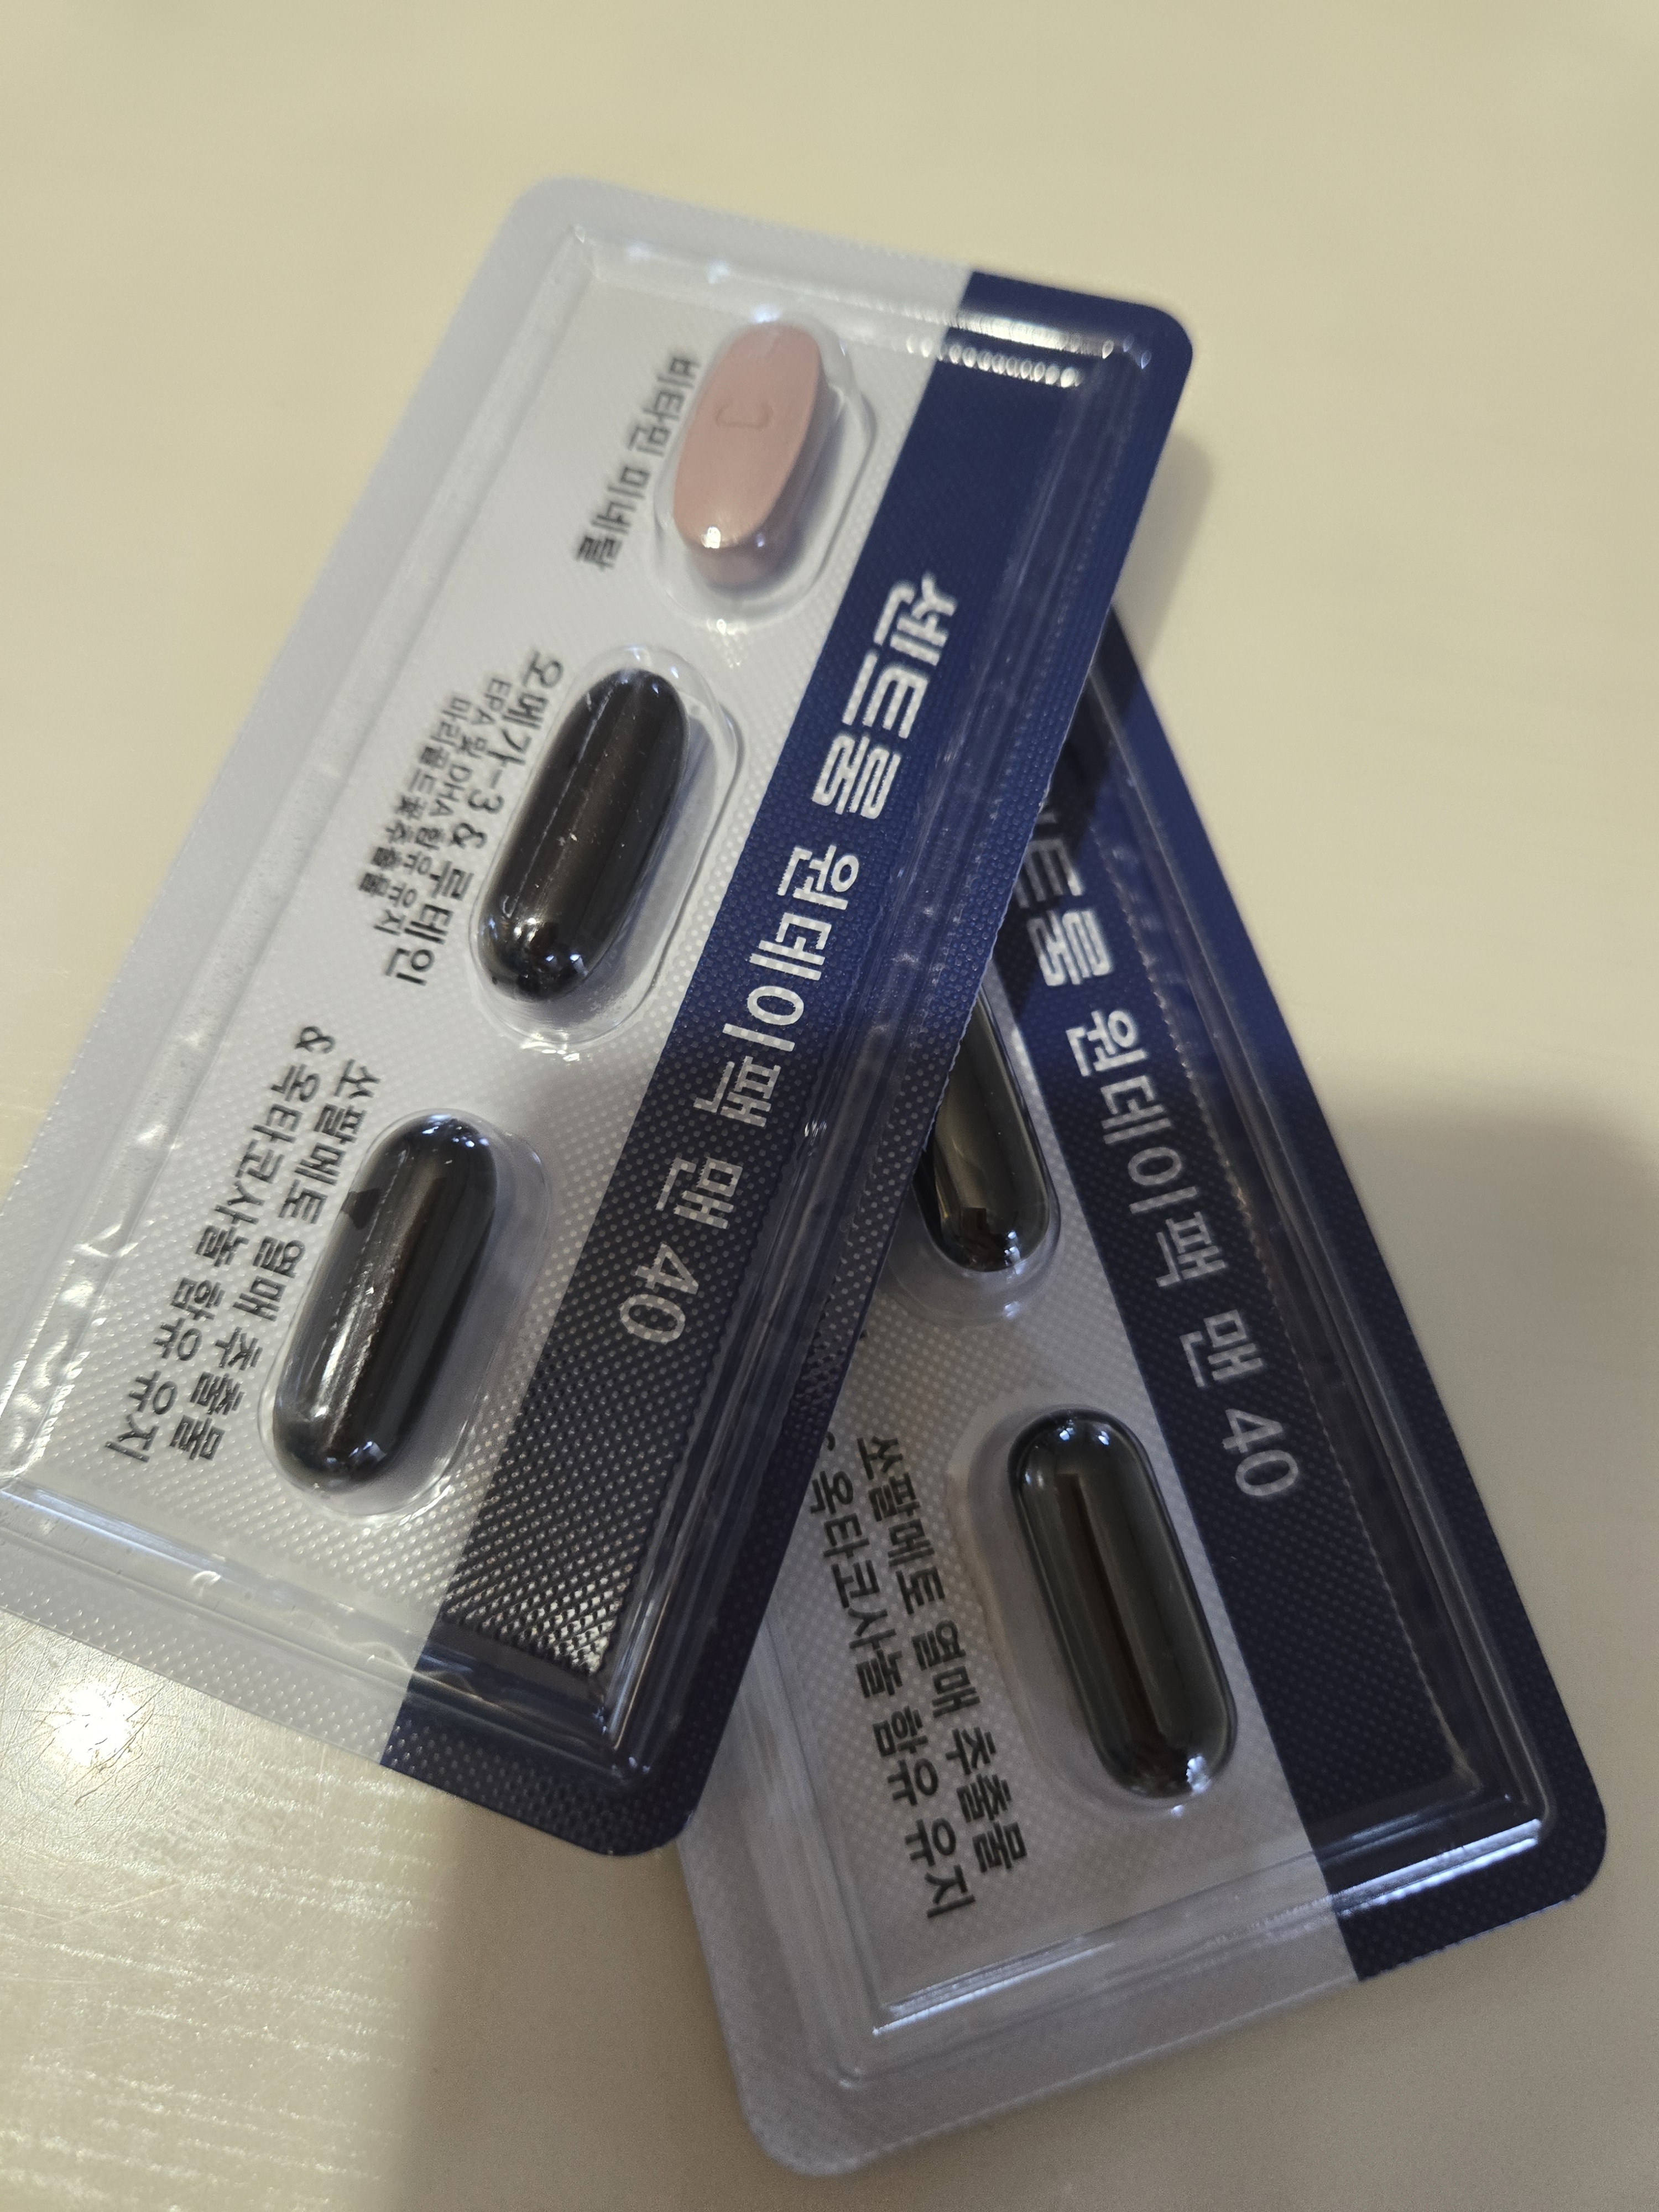 센트룸 원데이팩 맨 40
비타민 미네랄
오메가-3 & 루테인
EPA 및 DHA 함유 유지
마리골드꽃추출물
쏘팔메토 열매 추출물
& 옥타코사놀 함유 유지
트룸 원데이팩 맨 40
쏘팔메토 열매 추출물
& 옥타코사놀 함유 유지